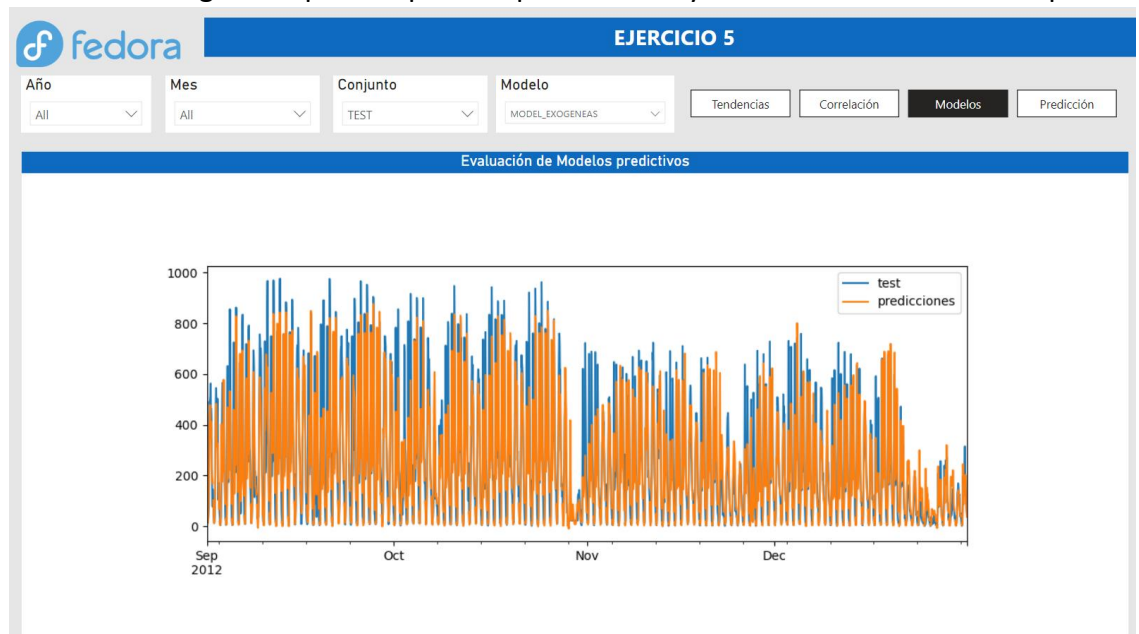 fedora
EJERCICIO 5
Año
Mes
Conjunto
Modelo
All
All
TEST
MODEL_EXOGENEAS
Tendencias
Correlación
Modelos
Predicción
Evaluación de Modelos predictivos
1000
800
600
400
200
0
test
predicciones
Sep
2012
Oct
Nov
Dec